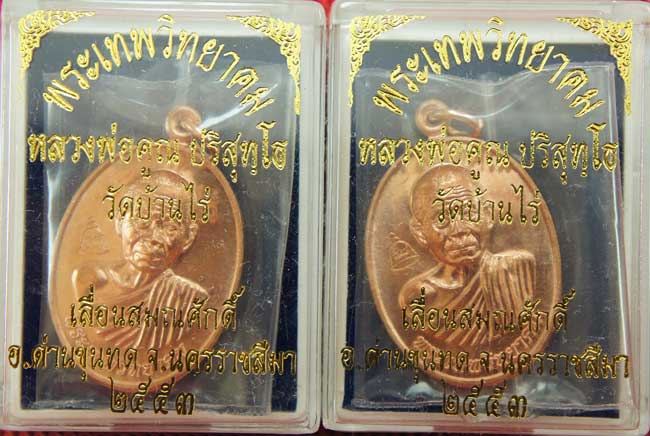 พระเทพวิทยาคม
หลวงพ่อคูณ ปริสุทฺโธ
วัดบ้านไร่
เลื่อนสมณศักดิ์
อ.ด่านขุนทด จ.นครราชสีมา
๒๕๕๓
พระเทพวิทยาคม
หลวงพ่อคูณ ปริสุทฺโธ
วัดบ้านไร่
เลื่อนสมณศักดิ์
อ.ด่านขุนทด จ.นครราชสีมา
๒๕๕๓